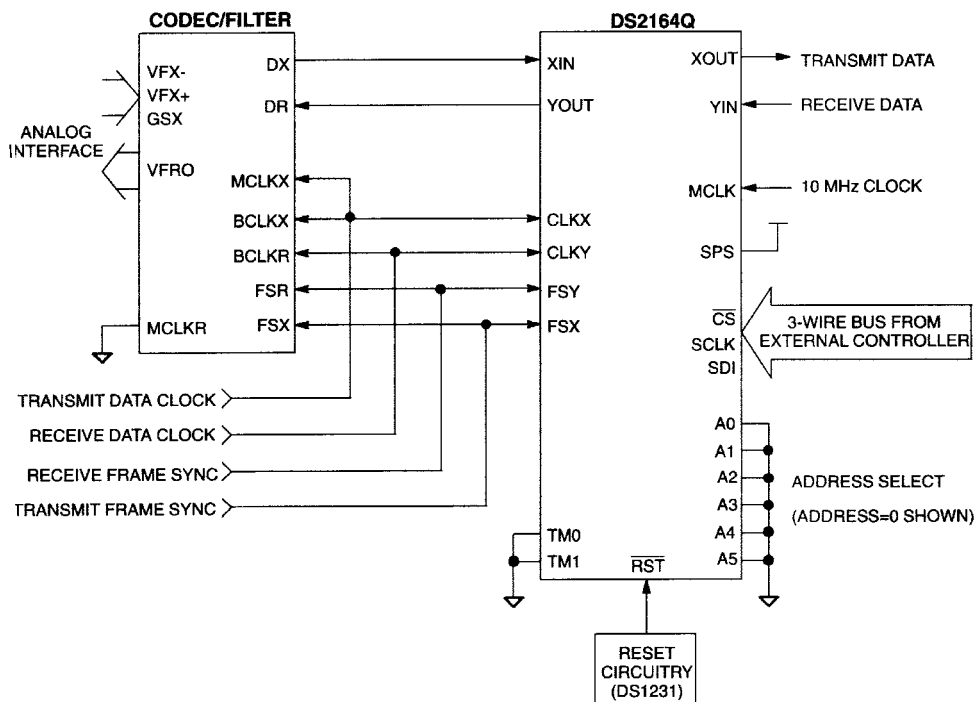 CODEC/FILTER
DS2164Q
VFX-
VFX+
GSX
ANALOG
INTERFACE
VFRO
DX
DR
MCLKX
BCLKX
BCLKR
FSR
FSX
MCLKR
XIN
YOUT
CLKX
CLKY
FSY
FSX
TM0
TM1
RST
XOUT
TRANSMIT DATA
YIN
RECEIVE DATA
MCLK
10 MHz CLOCK
SPS
CS
SCLK
SDI
3-WIRE BUS FROM
EXTERNAL CONTROLLER
A0
A1
A2
A3
A4
A5
ADDRESS SELECT
(ADDRESS=0 SHOWN)
TRANSMIT DATA CLOCK
RECEIVE DATA CLOCK
RECEIVE FRAME SYNC
TRANSMIT FRAME SYNC
RESET
CIRCUITRY
(DS1231)